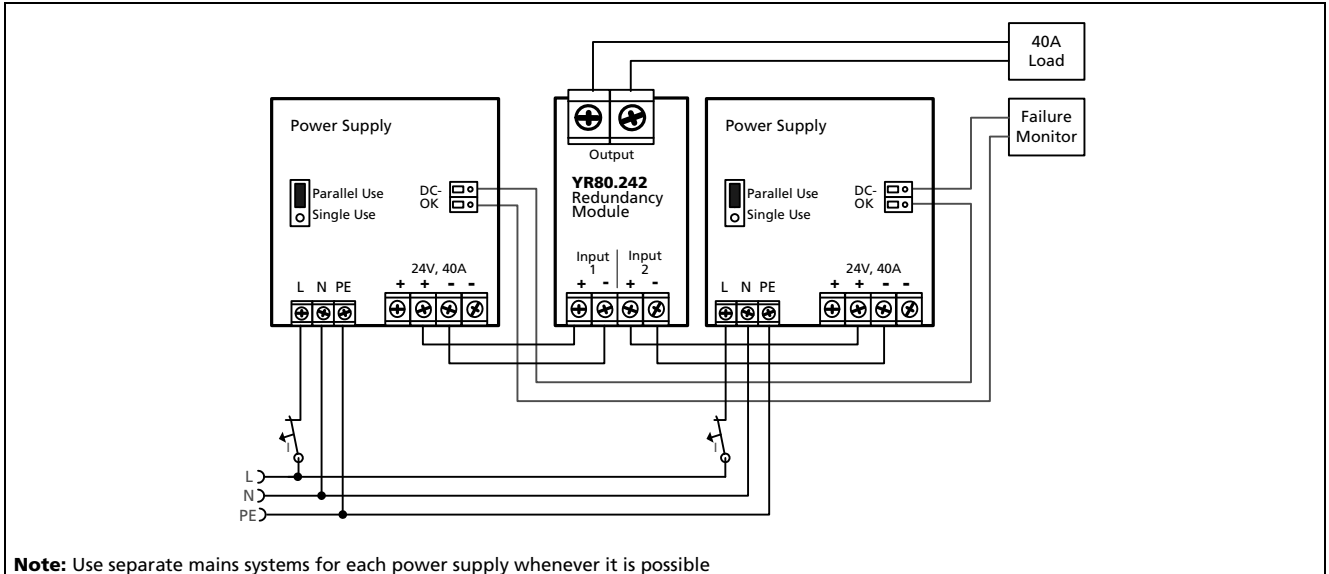 40A
Load
Failure
Monitor
Power Supply
Parallel Use
Single Use
DC-
OK
24V, 40A
+ + - -
L N PE
Output
YR80.242
Redundancy
Module
Input
1
Input
2
+ - + -
Power Supply
Parallel Use
Single Use
DC-
OK
24V, 40A
+ + - -
L N PE
I
I
L
N
PE
Note: Use separate mains systems for each power supply whenever it is possible